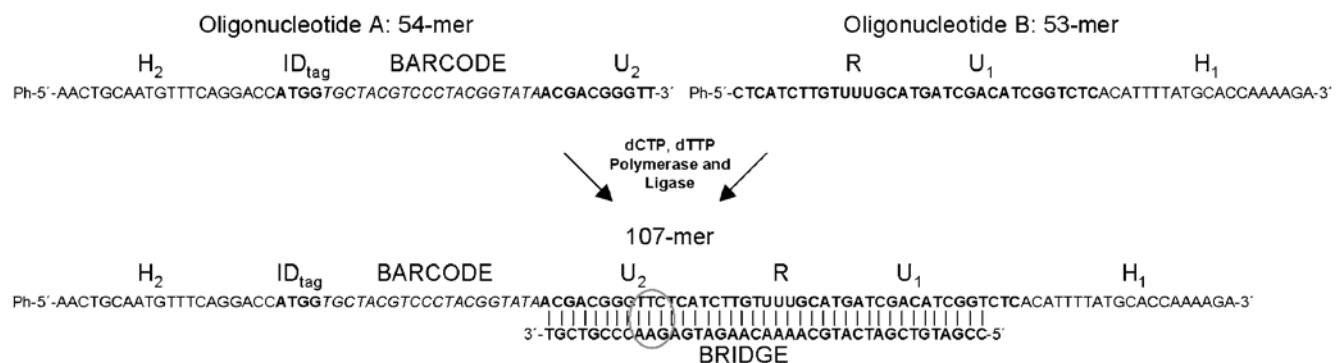 Oligonucleotide A: 54-mer
H2 IDtag BARCODE U2
Ph-5´-AACTGCAATGTTTCAGGACCATGGTGCTACGTCCCTACGGTATAACGACGGGTT-3´
Oligonucleotide B: 53-mer
R U1 H1
Ph-5´-CTCATCTTGTUUUGCATGATCGACATCGGTCTCACATTTTATGCACCAAAAGA-3´
dCTP, dTTP
Polymerase and
Ligase
107-mer
H2 IDtag BARCODE U2 R U1 H1
Ph-5´-AACTGCAATGTTTCAGGACCATGGTGCTACGTCCCTACGGTATAACGACGGGTTCTCATCTTGTUUUGCATGATCGACATCGGTCTCACATTTTATGCACCAAAAGA-3´
3´-TGCTGCCCAAGAGTAGAACAAAACGTACTAGCTGTAGCC-5´
BRIDGE